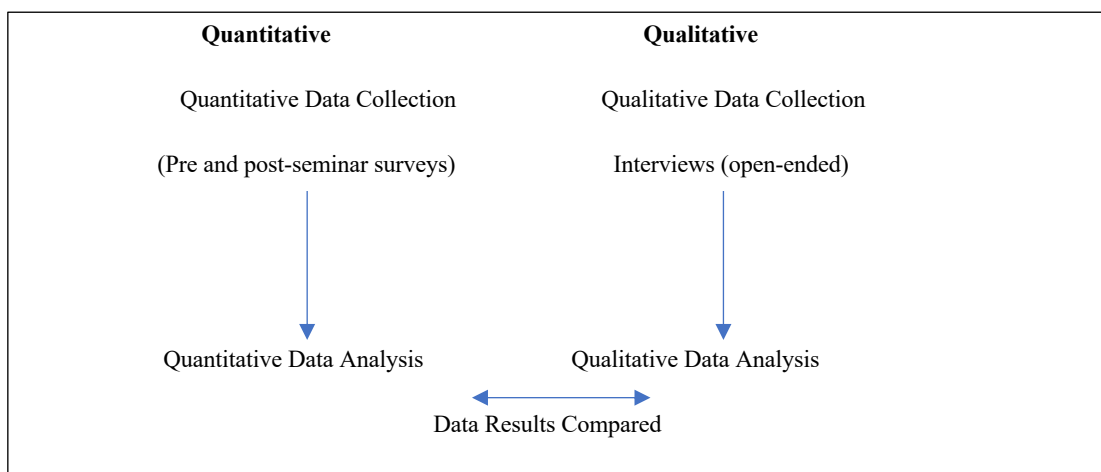 Quantitative
Qualitative
Quantitative Data Collection
Qualitative Data Collection
(Pre and post-seminar surveys)
Interviews (open-ended)
Quantitative Data Analysis
Qualitative Data Analysis
Data Results Compared